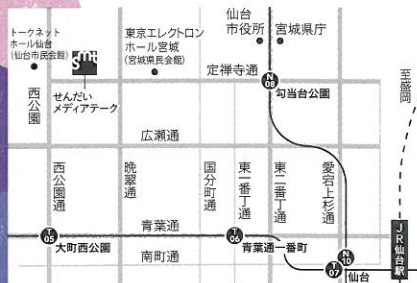 トークネット
ホール仙台
(仙台市民会館)
smt
せんだい
メディアテーク
東京エレクトロン
ホール宮城
(宮城県民会館)
仙台
市役所
宮城県庁
定禅寺通
N
08
勾当台公園
至盛岡
西公園
広瀬通
西公園通
晩翠通
国分町通
東一番丁通
東二番丁通
愛宕上杉通
青葉通
T
05
大町西公園
T
06
青葉通一番町
南町通
N
10
T
07
仙台
JR仙台駅